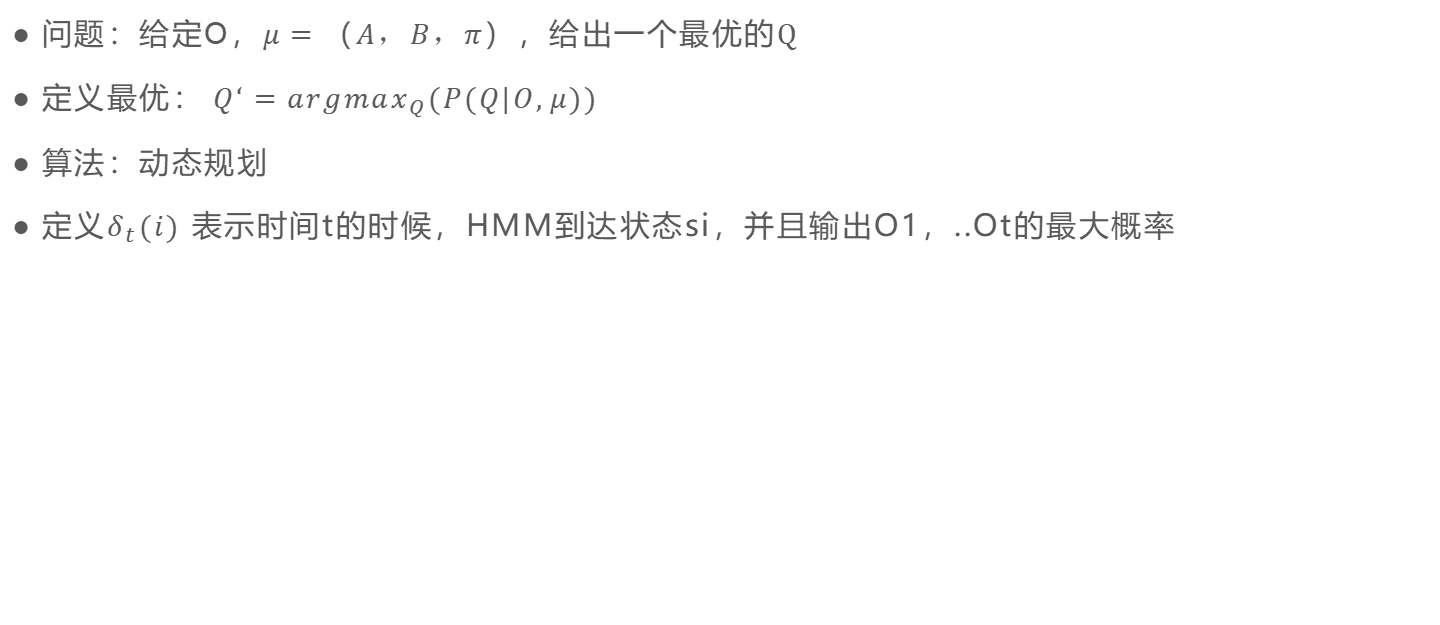 ● 问题：给定O，μ = （A，B，π），给出一个最优的Q
● 定义最优： Q‘ = argmax_Q(P(Q|O,μ))
● 算法：动态规划
● 定义δ_t(i) 表示时间t的时候，HMM到达状态si，并且输出O1，..Ot的最大概率